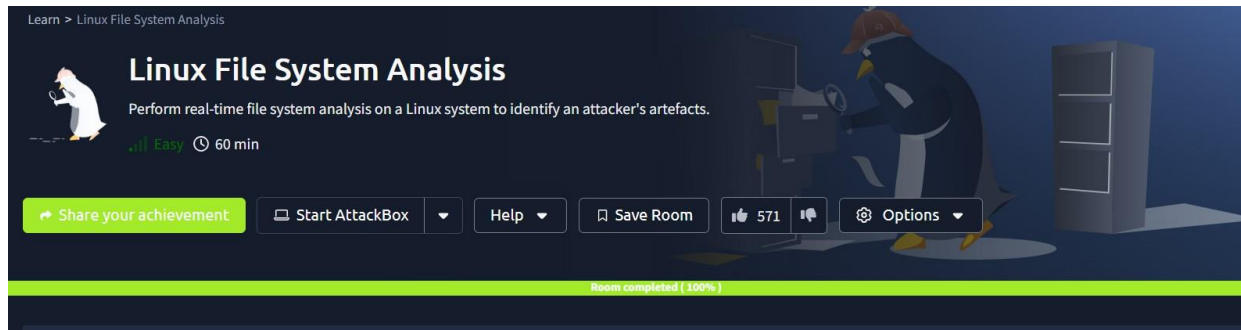 Learn > Linux File System Analysis
Linux File System Analysis
Perform real-time file system analysis on a Linux system to identify an attacker's artefacts.
Easy 60 min
Share your achievement Start AttackBox Help Save Room 571 Options
Room completed ( 100% )